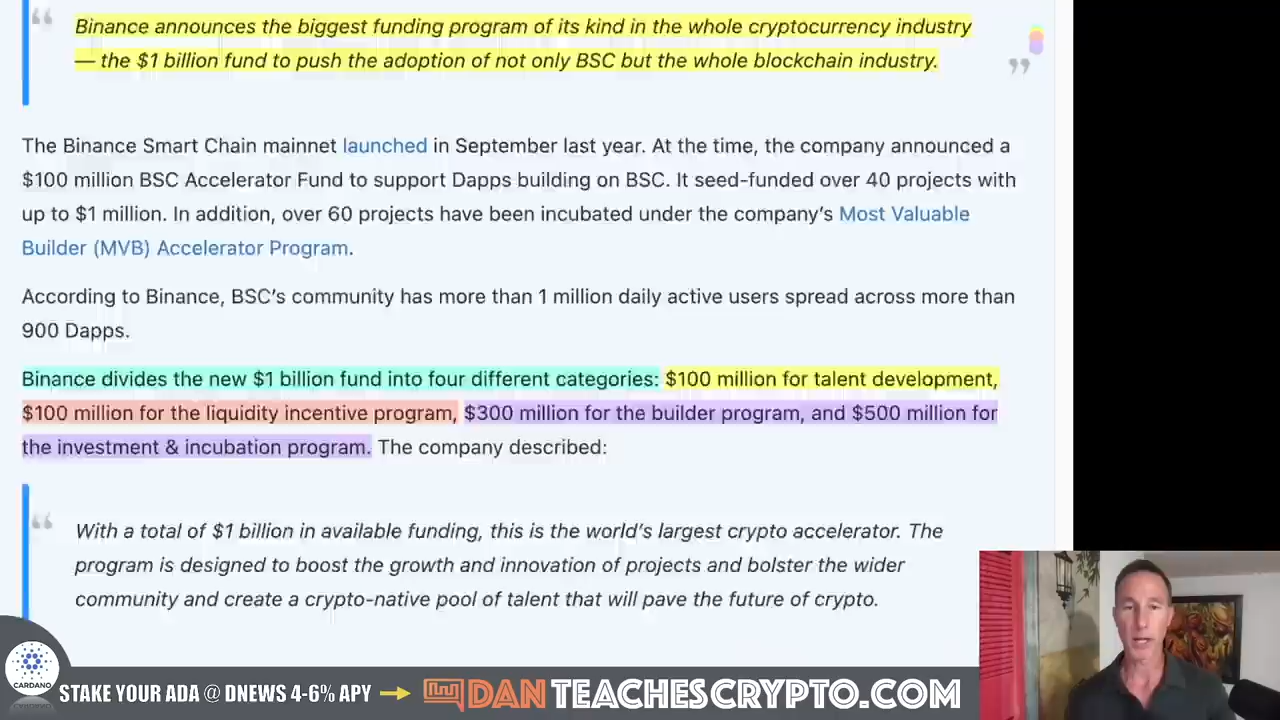 Binance announces the biggest funding program of its kind in the whole cryptocurrency industry
— the $1 billion fund to push the adoption of not only BSC but the whole blockchain industry.
The Binance Smart Chain mainnet launched in September last year. At the time, the company announced a
$100 million BSC Accelerator Fund to support Dapps building on BSC. It seed-funded over 40 projects with
up to $1 million. In addition, over 60 projects have been incubated under the company's Most Valuable
Builder (MVB) Accelerator Program.
According to Binance, BSC's community has more than 1 million daily active users spread across more than
900 Dapps.
Binance divides the new $1 billion fund into four different categories: $100 million for talent development,
$100 million for the liquidity incentive program, $300 million for the builder program, and $500 million for
the investment & incubation program. The company described:
With a total of $1 billion in available funding, this is the world's largest crypto accelerator. The
program is designed to boost the growth and innovation of projects and bolster the wider
community and create a crypto-native pool of talent that will pave the future of crypto.
CARDANO
STAKE YOUR ADA @ DNEWS 4-6% APY
DANTEACHESCRYPTO.COM